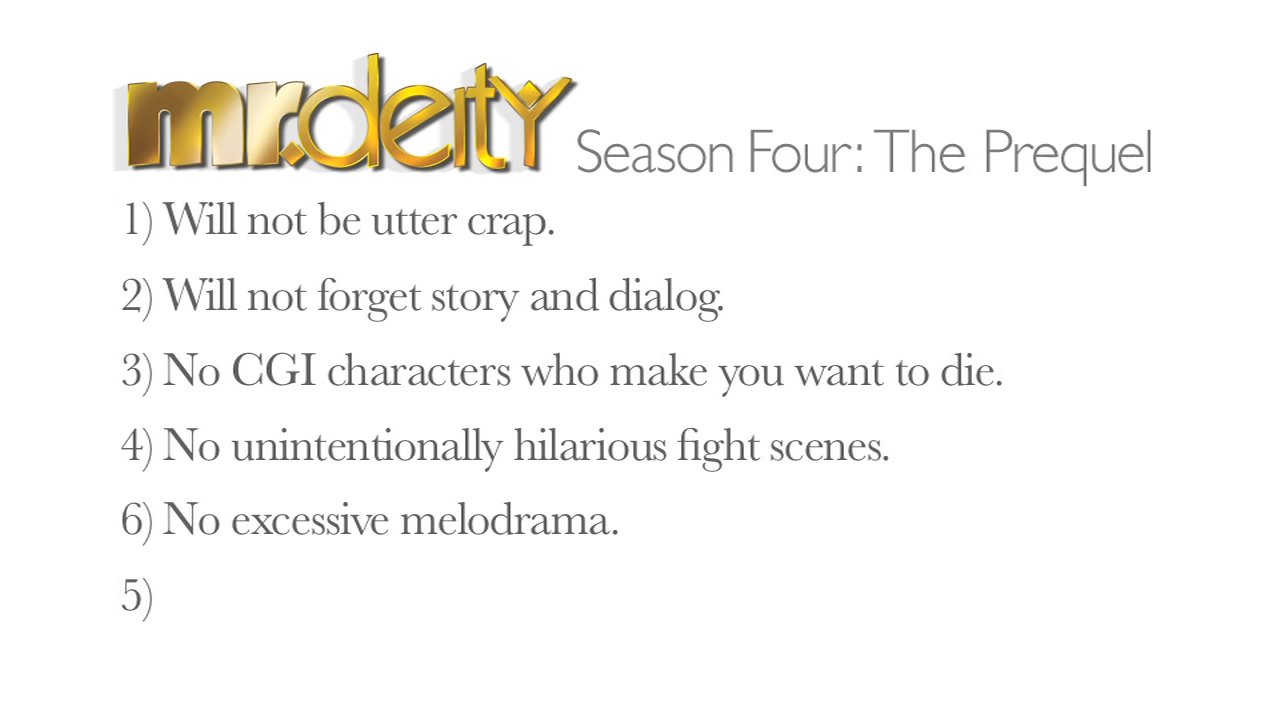 mr.deity Season Four: The Prequel
1) Will not be utter crap.
2) Will not forget story and dialog.
3) No CGI characters who make you want to die.
4) No unintentionally hilarious fight scenes.
6) No excessive melodrama.
5)